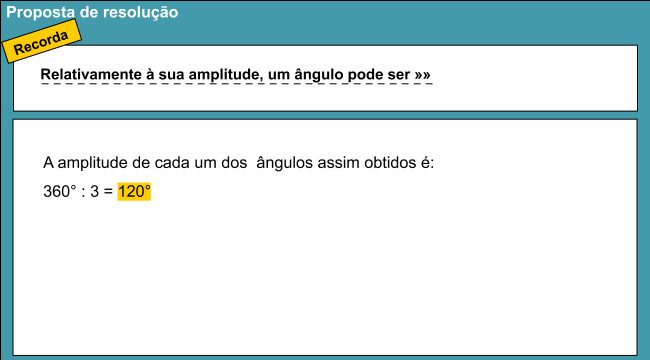 Proposta de resolução
Recorda
Relativamente à sua amplitude, um ângulo pode ser »»
A amplitude de cada um dos ângulos assim obtidos é:
360° : 3 = 120°